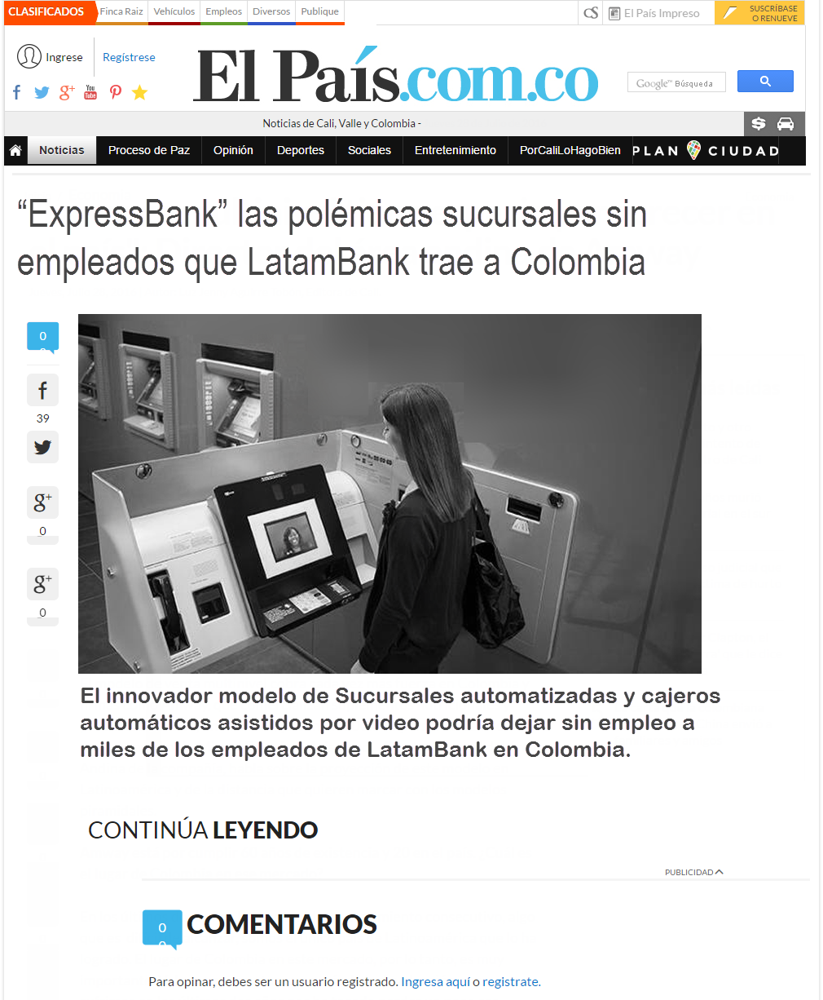 CLASIFICADOS Finca Raiz Vehículos Empleos Diversos Publique
CS El País Impreso SUSCRÍBASE
O RENUEVE
Ingrese Regístrese
El País.com.co
Google™ Búsqueda
f g+ You
Tube
Noticias de Cali, Valle y Colombia -
$
Noticias Proceso de Paz Opinión Deportes Sociales Entretenimiento PorCaliLoHagoBien PLAN CIUDAD
“ExpressBank” las polémicas sucursales sin
empleados que LatamBank trae a Colombia
0
f
39
g+
0
g+
0
El innovador modelo de Sucursales automatizadas y cajeros
automáticos asistidos por video podría dejar sin empleo a
miles de los empleados de LatamBank en Colombia.
CONTINÚA LEYENDO
PUBLICIDAD
0 COMENTARIOS
Para opinar, debes ser un usuario registrado. Ingresa aquí o registrate.